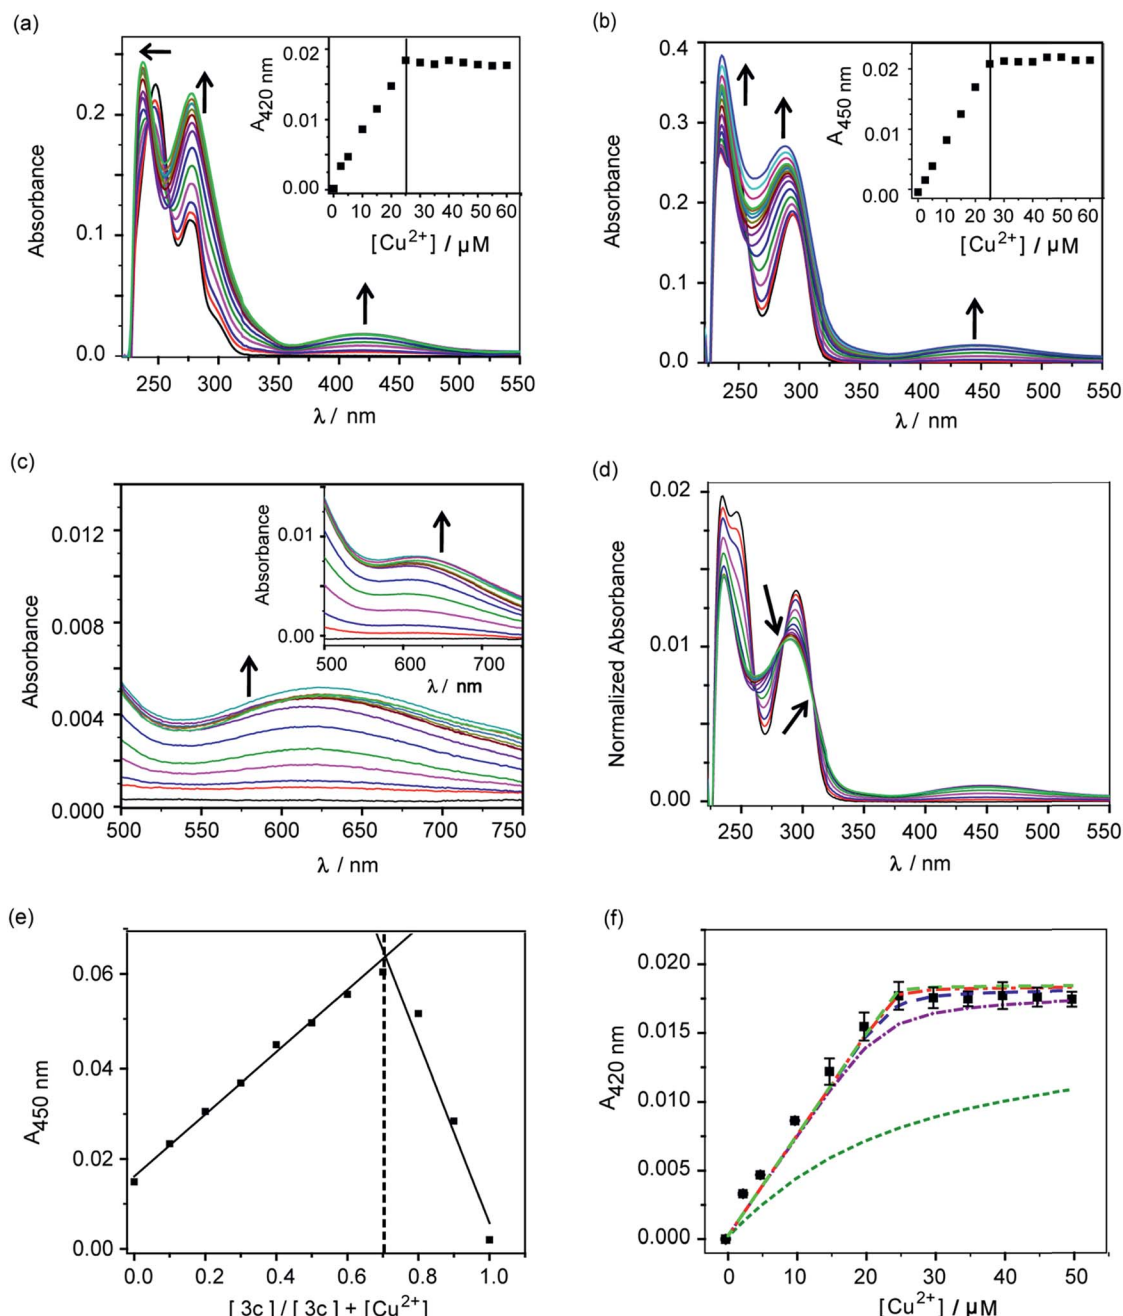 (a)
Absorbance
0.2
0.1
0.0
250 300 350 400 450 500 550
λ / nm
A420 nm
0.02
0.01
0.00
0 10 20 30 40 50 60
[Cu2+] / μM
(b)
Absorbance
0.4
0.3
0.2
0.1
0.0
250 300 350 400 450 500 550
λ / nm
A450 nm
0.02
0.01
0.00
0 10 20 30 40 50 60
[Cu2+] / μM
(c)
Absorbance
0.012
0.008
0.004
0.000
500 550 600 650 700 750
λ / nm
Absorbance
0.01
0.00
500 600 700
λ / nm
(d)
Normalized Absorbance
0.02
0.01
0.00
250 300 350 400 450 500 550
λ / nm
(e)
A450 nm
0.06
0.04
0.02
0.00
0.0 0.2 0.4 0.6 0.8 1.0
[3c] / [3c] + [Cu2+]
(f)
A420 nm
0.020
0.015
0.010
0.005
0.000
0 10 20 30 40 50
[Cu2+] / μM